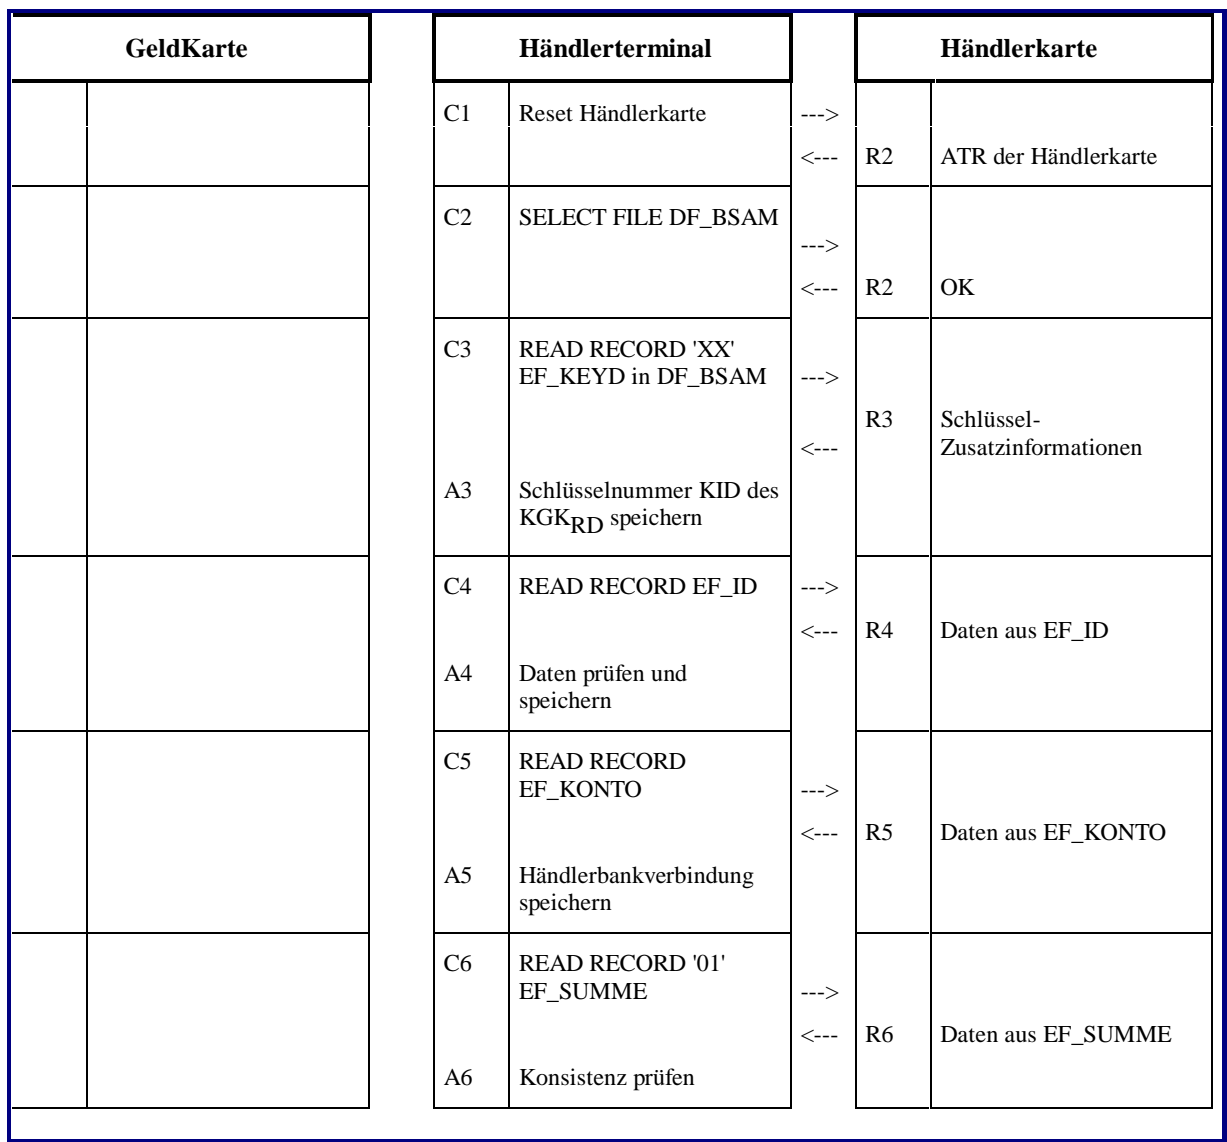 GeldKarte Händlerterminal Händlerkarte
C1 Reset Händlerkarte --->
<--- R2 ATR der Händlerkarte
C2 SELECT FILE DF_BSAM
--->
<--- R2 OK
C3 READ RECORD 'XX'
EF_KEYD in DF_BSAM --->
R3 Schlüssel-
<--- Zusatzinformationen
A3 Schlüsselnummer KID des
KGKRD speichern
C4 READ RECORD EF_ID --->
<--- R4 Daten aus EF_ID
A4 Daten prüfen und
speichern
C5 READ RECORD
EF_KONTO --->
<--- R5 Daten aus EF_KONTO
A5 Händlerbankverbindung
speichern
C6 READ RECORD '01'
EF_SUMME --->
<--- R6 Daten aus EF_SUMME
A6 Konsistenz prüfen